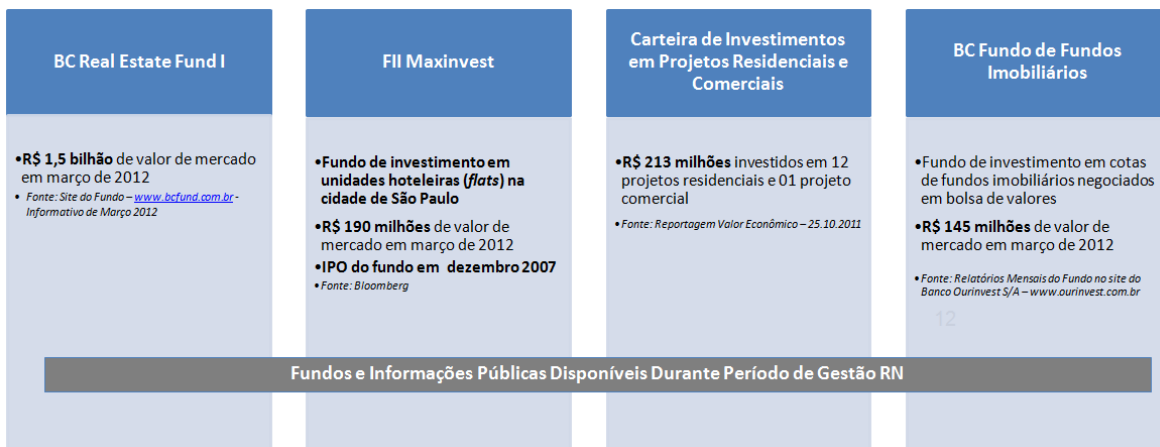 BC Real Estate Fund I
•R$ 1,5 bilhão de valor de mercado
em março de 2012
• Fonte: Site do Fundo – www.bcfund.com.br -
Informativo de Março 2012
FII Maxinvest
•Fundo de investimento em
unidades hoteleiras (flats) na
cidade de São Paulo
•R$ 190 milhões de valor de
mercado em março de 2012
•IPO do fundo em dezembro 2007
• Fonte: Bloomberg
Carteira de Investimentos
em Projetos Residenciais e
Comerciais
•R$ 213 milhões investidos em 12
projetos residenciais e 01 projeto
comercial
• Fonte: Reportagem Valor Econômico – 25.10.2011
BC Fundo de Fundos
Imobiliários
•Fundo de investimento em cotas
de fundos imobiliários negociados
em bolsa de valores
•R$ 145 milhões de valor de
mercado em março de 2012
• Fonte: Relatórios Mensais do Fundo no site do
Banco Ourinvest S/A – www.ourinvest.com.br
12
Fundos e Informações Públicas Disponíveis Durante Período de Gestão RN